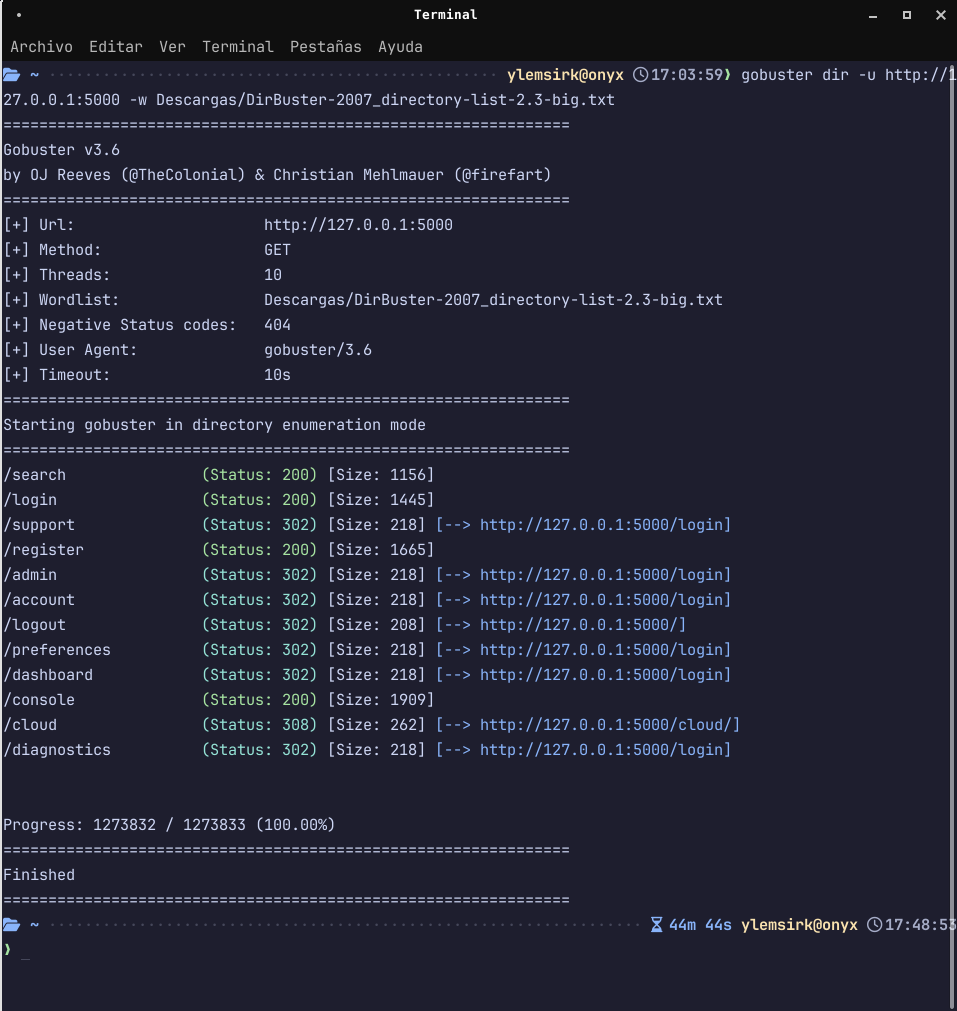 Terminal
Archivo Editar Ver Terminal Pestañas Ayuda
~ ylemsirk@onyx 17:03:59❯ gobuster dir -u http://1
27.0.0.1:5000 -w Descargas/DirBuster-2007_directory-list-2.3-big.txt
===============================================================
Gobuster v3.6
by OJ Reeves (@TheColonial) & Christian Mehlmauer (@firefart)
===============================================================
[+] Url:                     http://127.0.0.1:5000
[+] Method:                  GET
[+] Threads:                 10
[+] Wordlist:                Descargas/DirBuster-2007_directory-list-2.3-big.txt
[+] Negative Status codes:   404
[+] User Agent:              gobuster/3.6
[+] Timeout:                 10s
===============================================================
Starting gobuster in directory enumeration mode
===============================================================
/search               (Status: 200) [Size: 1156]
/login                (Status: 200) [Size: 1445]
/support              (Status: 302) [Size: 218] [--> http://127.0.0.1:5000/login]
/register             (Status: 200) [Size: 1665]
/admin                (Status: 302) [Size: 218] [--> http://127.0.0.1:5000/login]
/account              (Status: 302) [Size: 218] [--> http://127.0.0.1:5000/login]
/logout               (Status: 302) [Size: 208] [--> http://127.0.0.1:5000/]
/preferences          (Status: 302) [Size: 218] [--> http://127.0.0.1:5000/login]
/dashboard            (Status: 302) [Size: 218] [--> http://127.0.0.1:5000/login]
/console              (Status: 200) [Size: 1909]
/cloud                (Status: 308) [Size: 262] [--> http://127.0.0.1:5000/cloud/]
/diagnostics          (Status: 302) [Size: 218] [--> http://127.0.0.1:5000/login]
Progress: 1273832 / 1273833 (100.00%)
===============================================================
Finished
===============================================================
~ 44m 44s ylemsirk@onyx 17:48:53
❯ _